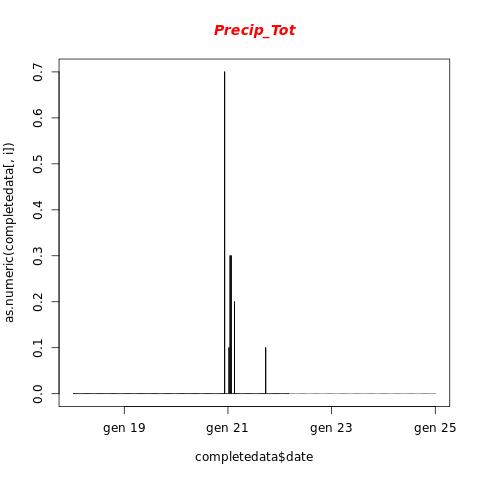 Precip_Tot
as.numeric(completedata[, i])
0.7
0.6
0.5
0.4
0.3
0.2
0.1
0.0
gen 19 gen 21 gen 23 gen 25
completedata$date